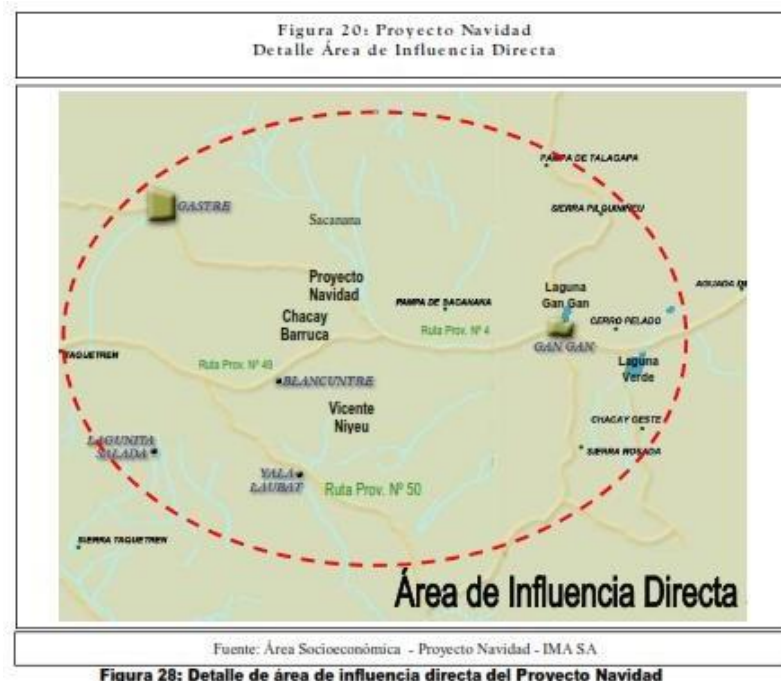 Figura 20: Proyecto Navidad
Detalle Área de Influencia Directa
PAMPA DE TALAGAPA
GASTRE
SIERRA PILQUINIYEU
Sacanana
Proyecto
Navidad
Laguna
Gan Gan
AGUADA DE
PAMPA DE SACANANA
Chacay
Barruca
CERRO PELADO
Ruta Prov. Nº 4
GAN GAN
TAQUETREN
Laguna
Verde
Ruta Prov. Nº 49
BLANCUNTRE
Vicente
Niyeu
CHACAY OESTE
LAGUNITA
SALADA
SIERRA ROSADA
YALA
LAUBAT
Ruta Prov. Nº 50
SIERRA TAQUETREN
Área de Influencia Directa
Fuente: Área Socioeconómica - Proyecto Navidad - IMA SA
Figura 28: Detalle de área de influencia directa del Proyecto Navidad